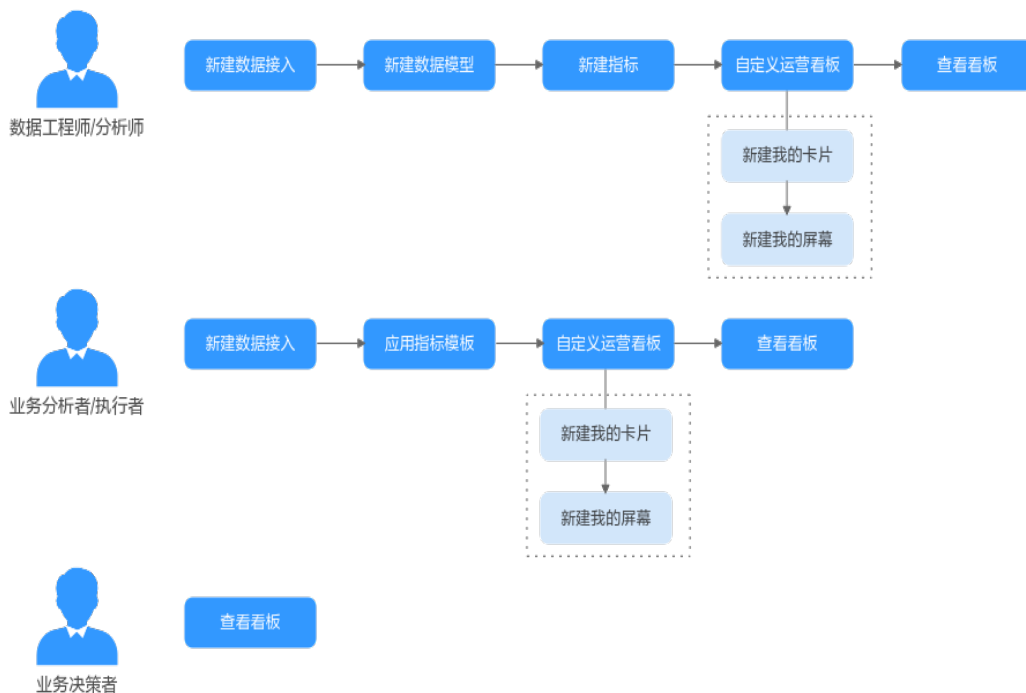 新建数据接入
新建数据模型
新建指标
自定义运营看板
查看看板
数据工程师/分析师
新建我的卡片
新建我的屏幕
新建数据接入
应用指标模板
自定义运营看板
查看看板
业务分析者/执行者
新建我的卡片
新建我的屏幕
查看看板
业务决策者